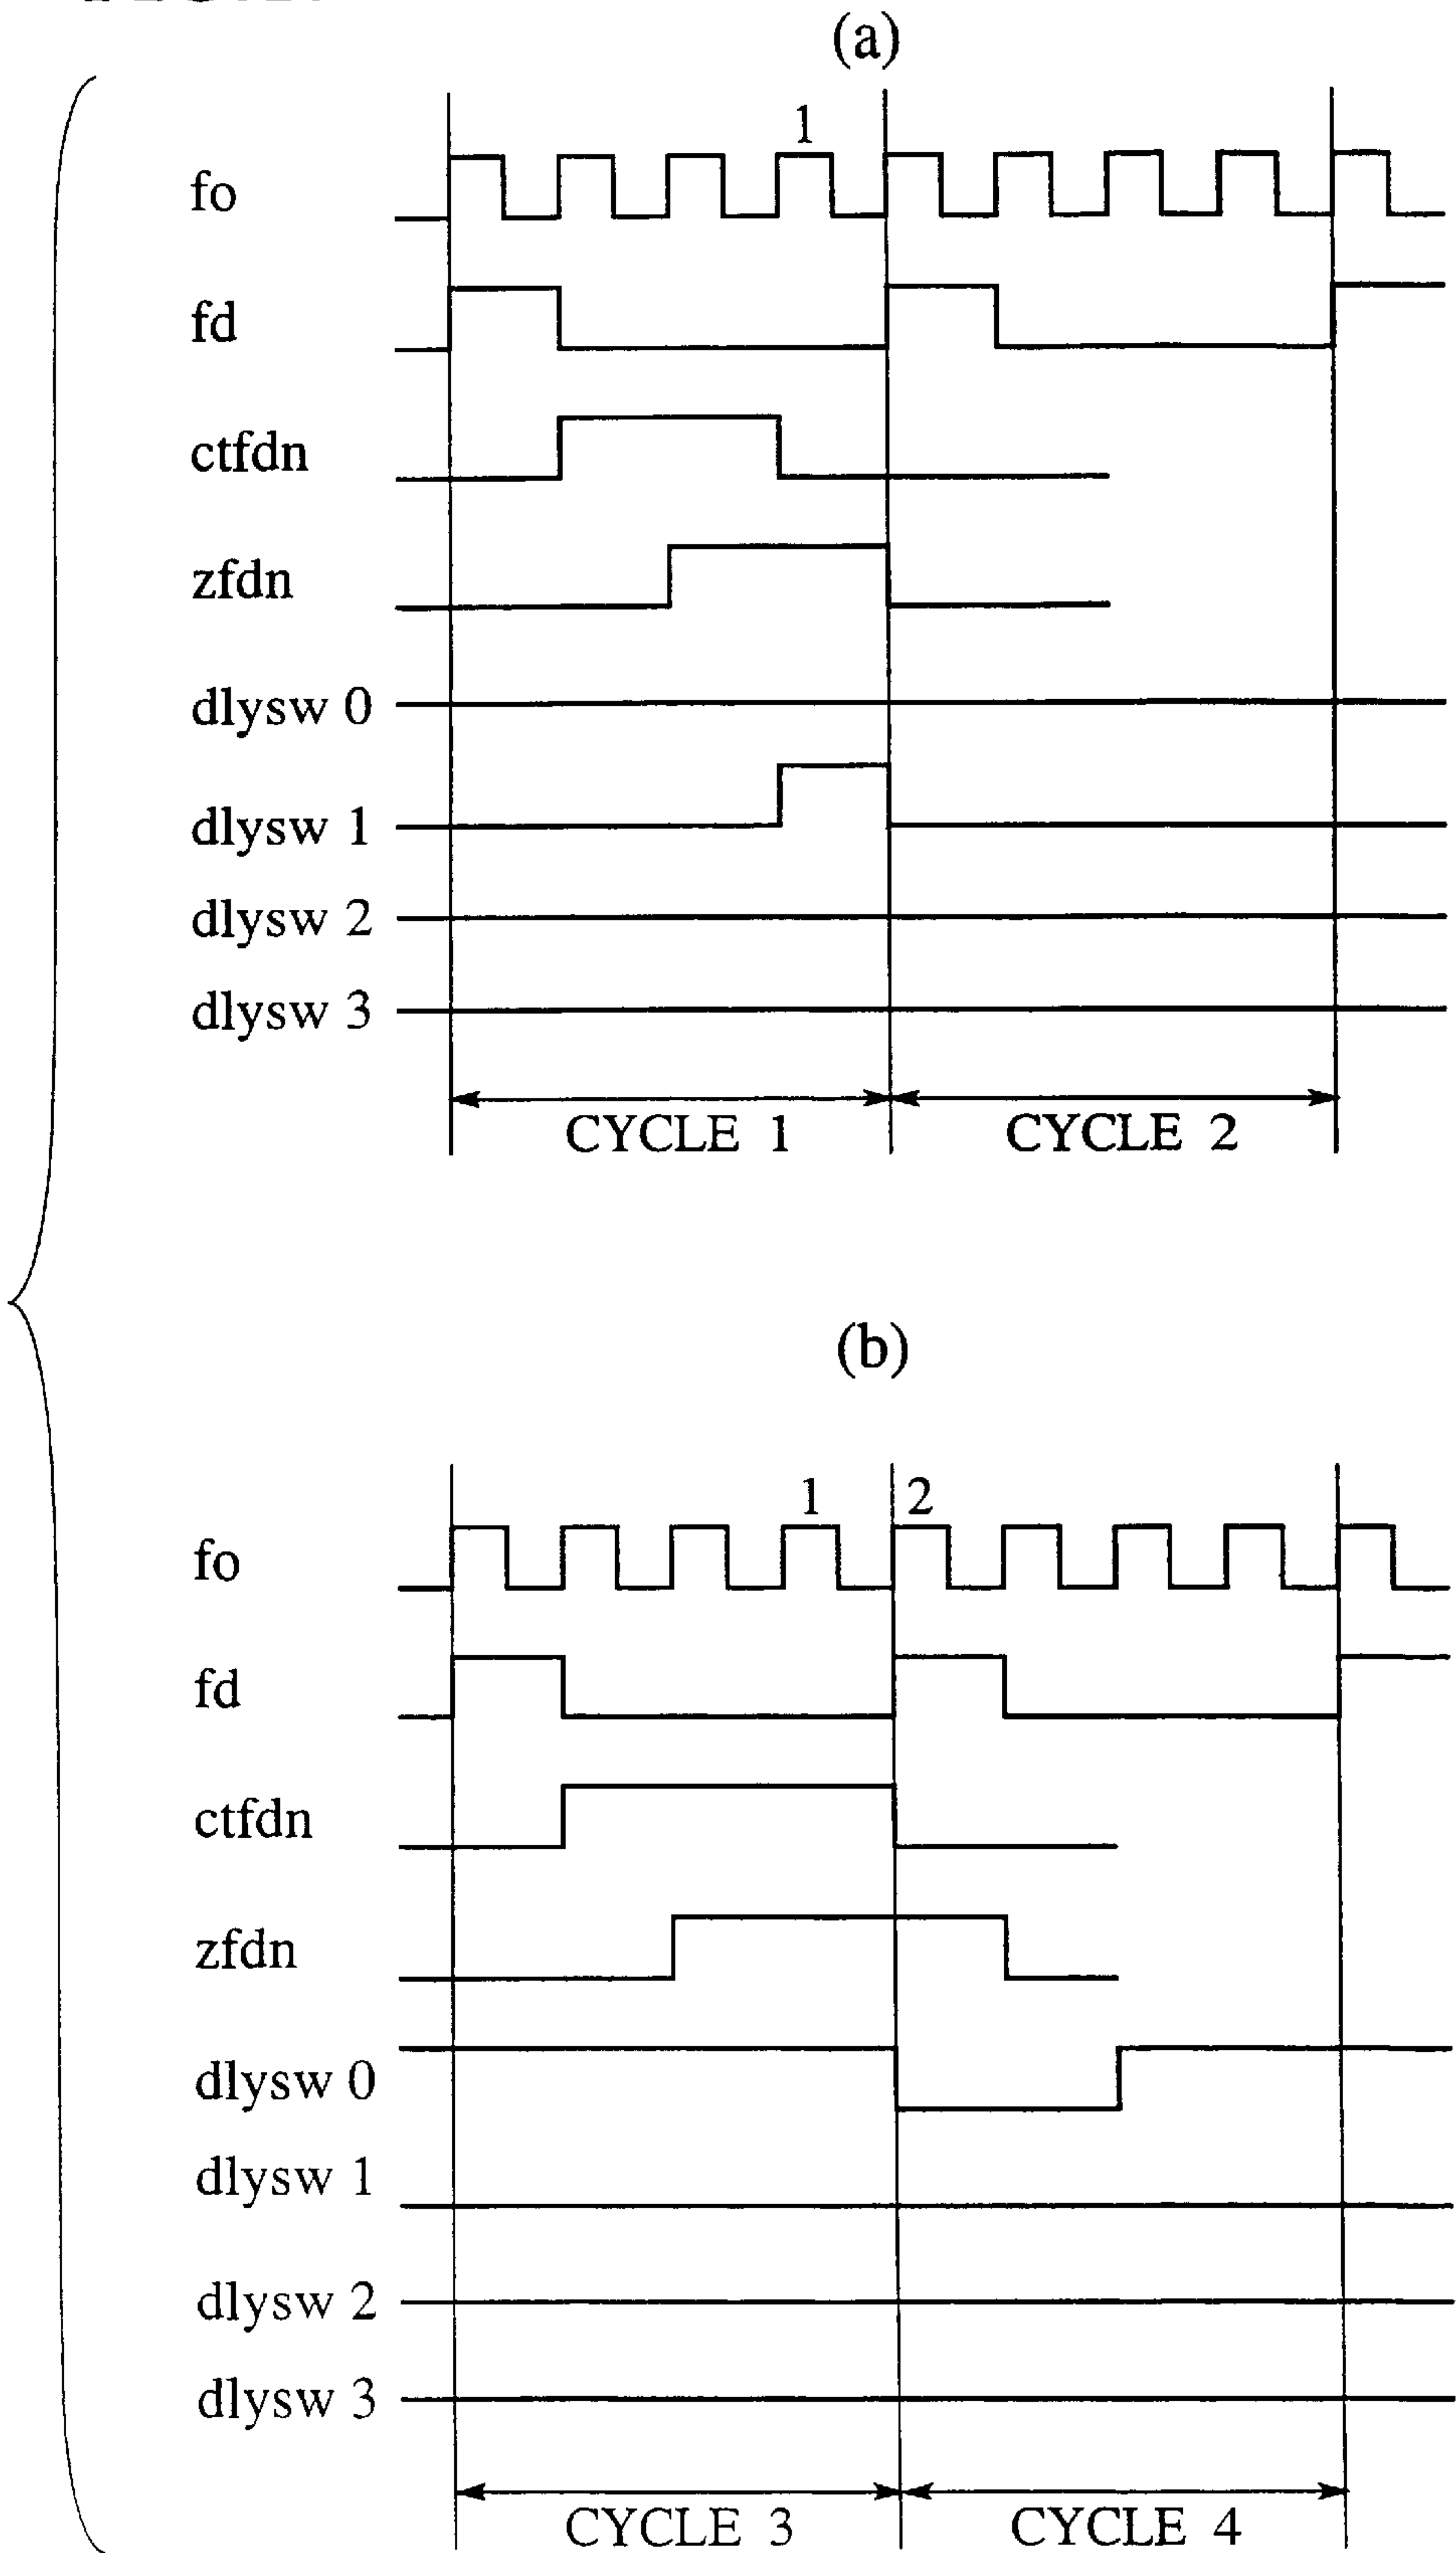 (a)
1
fo
fd
ctfdn
zfdn
dlysw 0
dlysw 1
dlysw 2
dlysw 3
CYCLE 1 CYCLE 2
(b)
1 2
fo
fd
ctfdn
zfdn
dlysw 0
dlysw 1
dlysw 2
dlysw 3
CYCLE 3 CYCLE 4